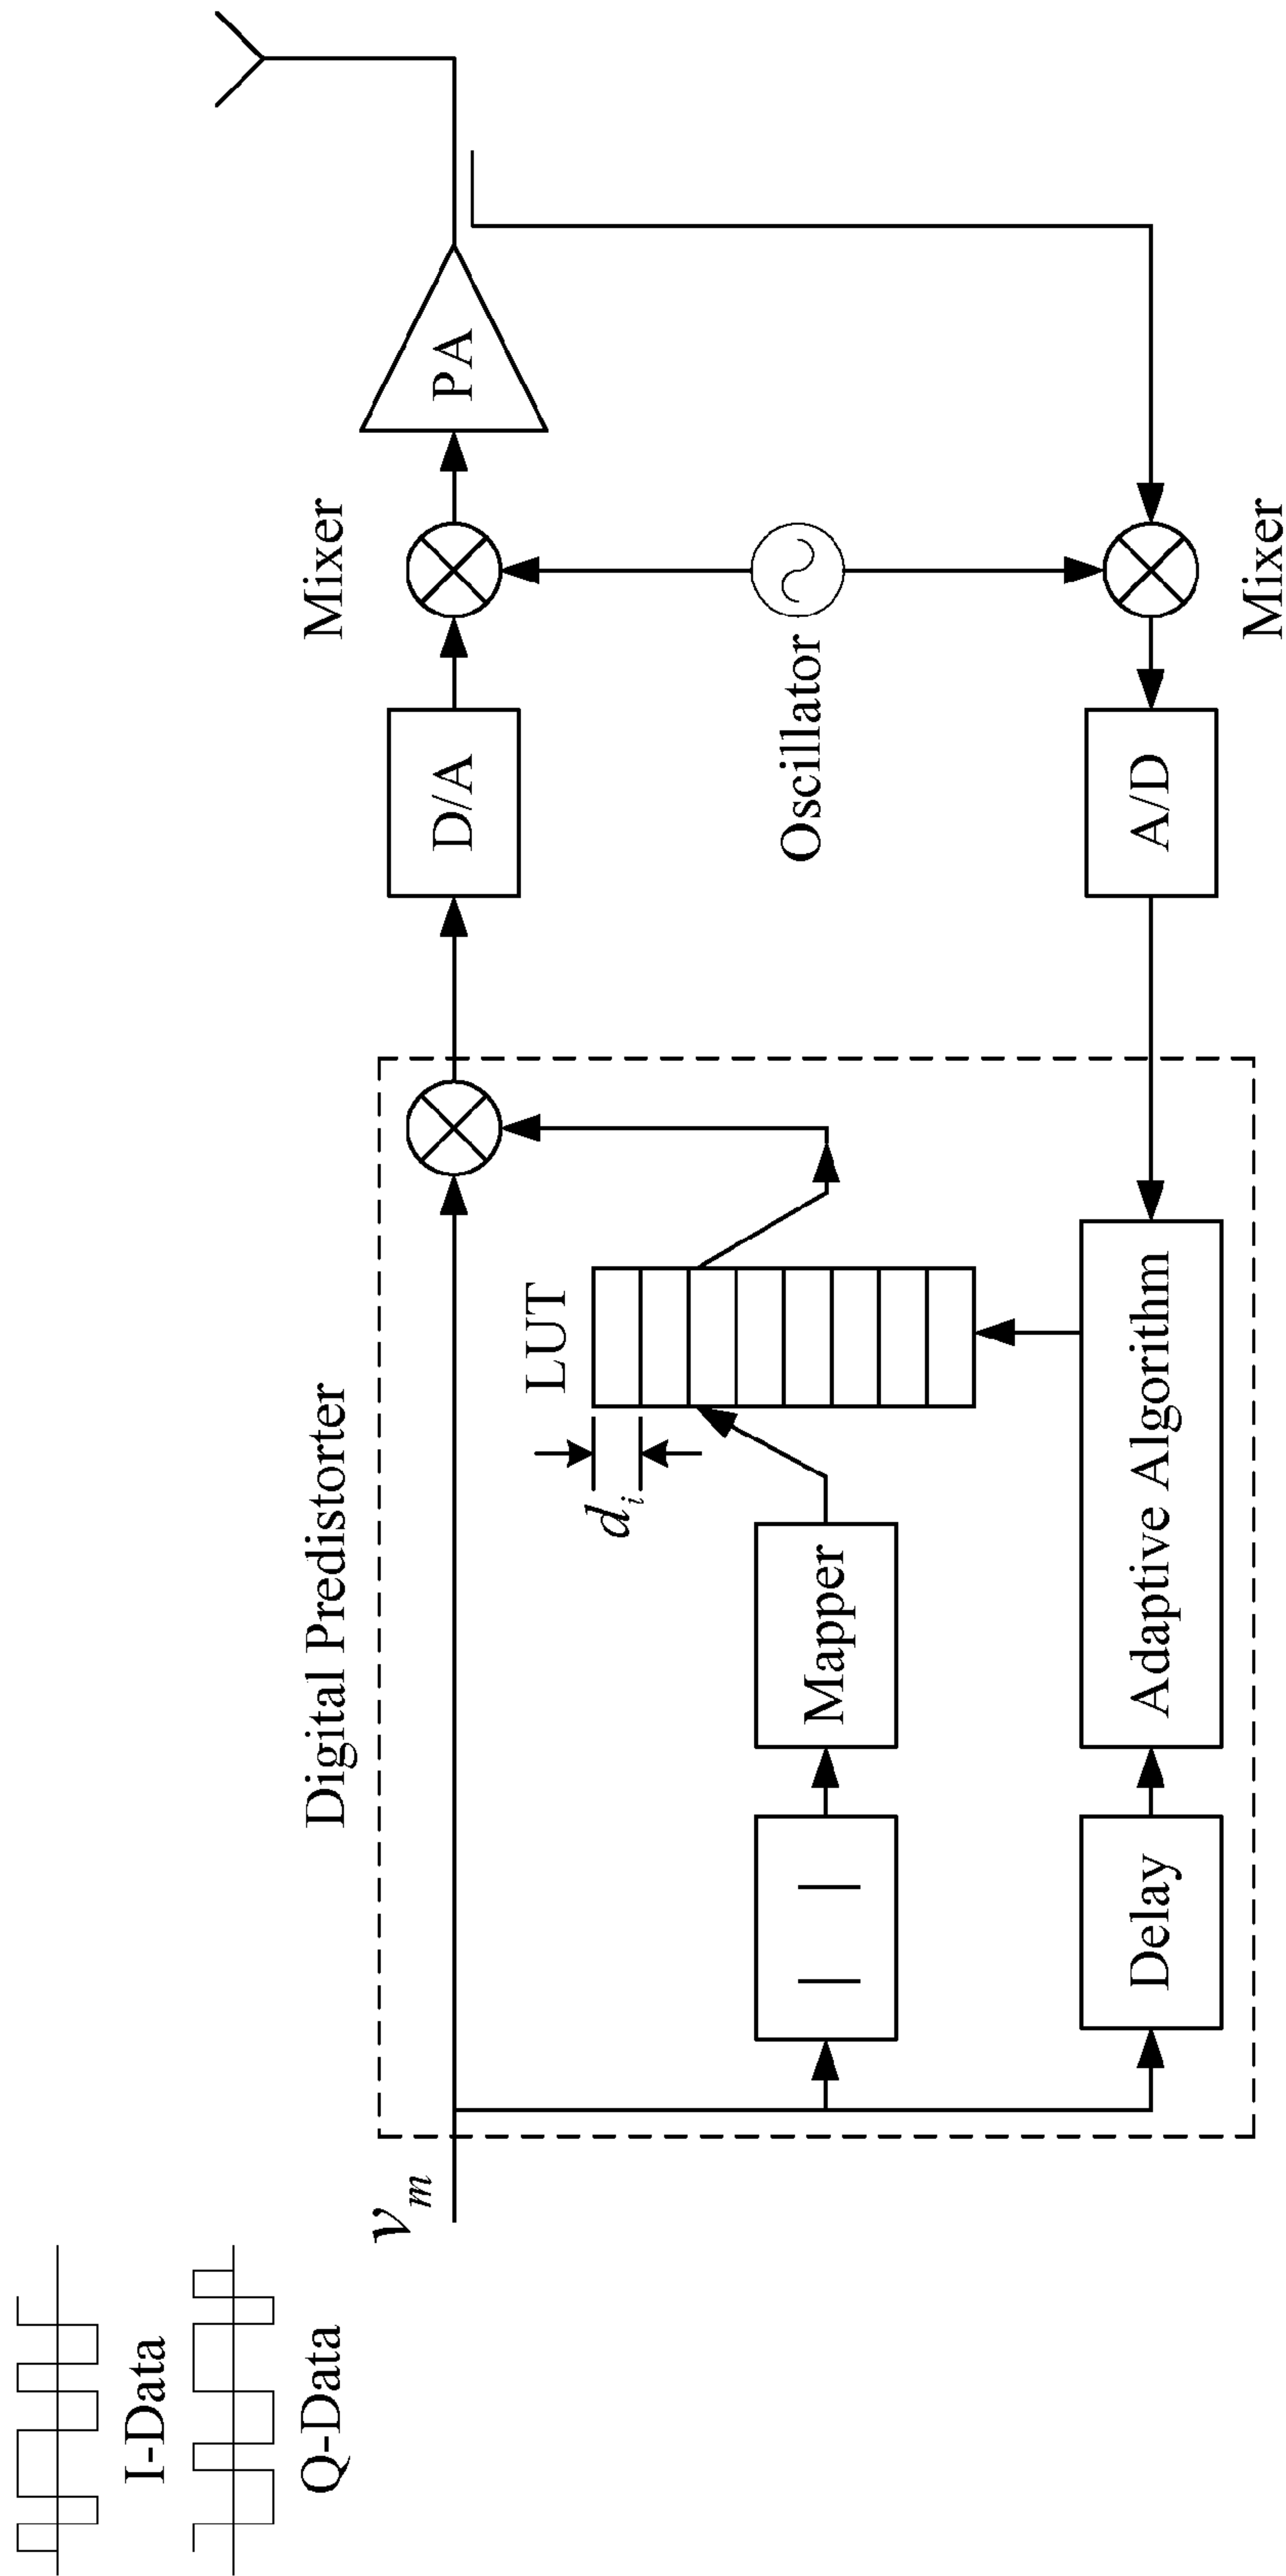 I-Data
Q-Data
v_m
Digital Predistorter
LUT
d_i
| |
Mapper
Delay
Adaptive Algorithm
D/A
Mixer
PA
Oscillator
A/D
Mixer